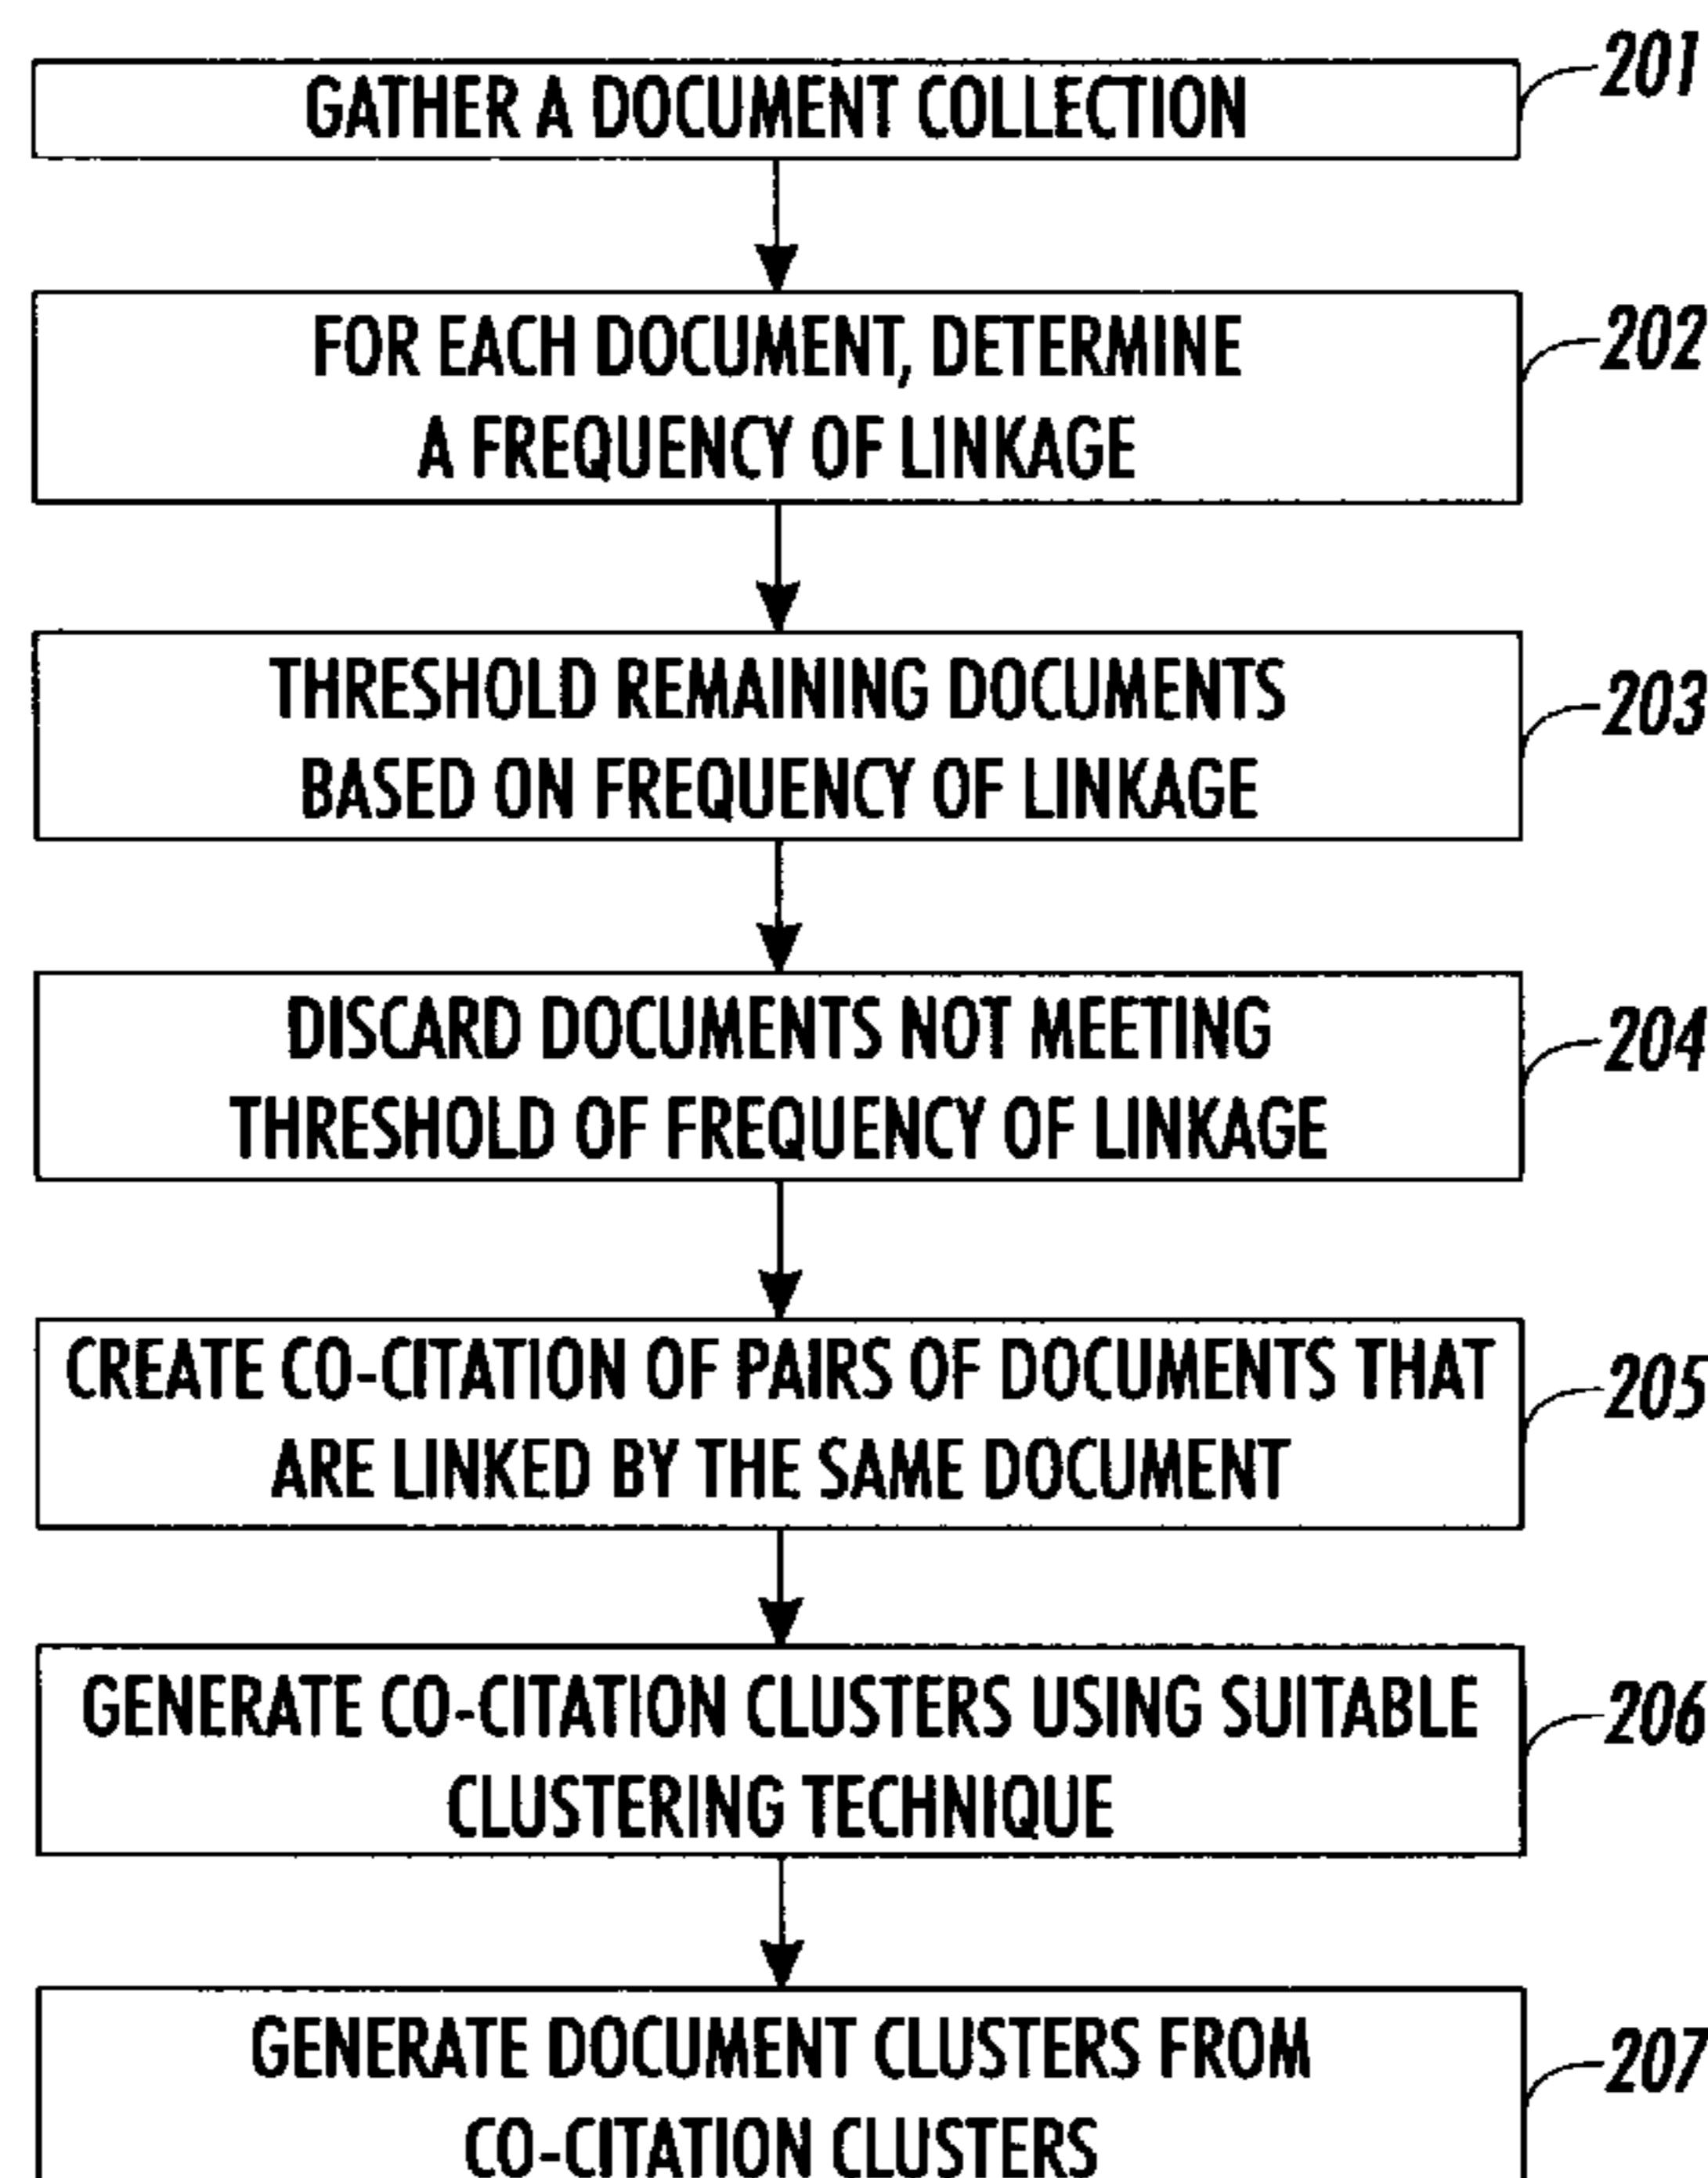 GATHER A DOCUMENT COLLECTION
201
FOR EACH DOCUMENT, DETERMINE
A FREQUENCY OF LINKAGE
202
THRESHOLD REMAINING DOCUMENTS
BASED ON FREQUENCY OF LINKAGE
203
DISCARD DOCUMENTS NOT MEETING
THRESHOLD OF FREQUENCY OF LINKAGE
204
CREATE CO-CITATION OF PAIRS OF DOCUMENTS THAT
ARE LINKED BY THE SAME DOCUMENT
205
GENERATE CO-CITATION CLUSTERS USING SUITABLE
CLUSTERING TECHNIQUE
206
GENERATE DOCUMENT CLUSTERS FROM
CO-CITATION CLUSTERS
207